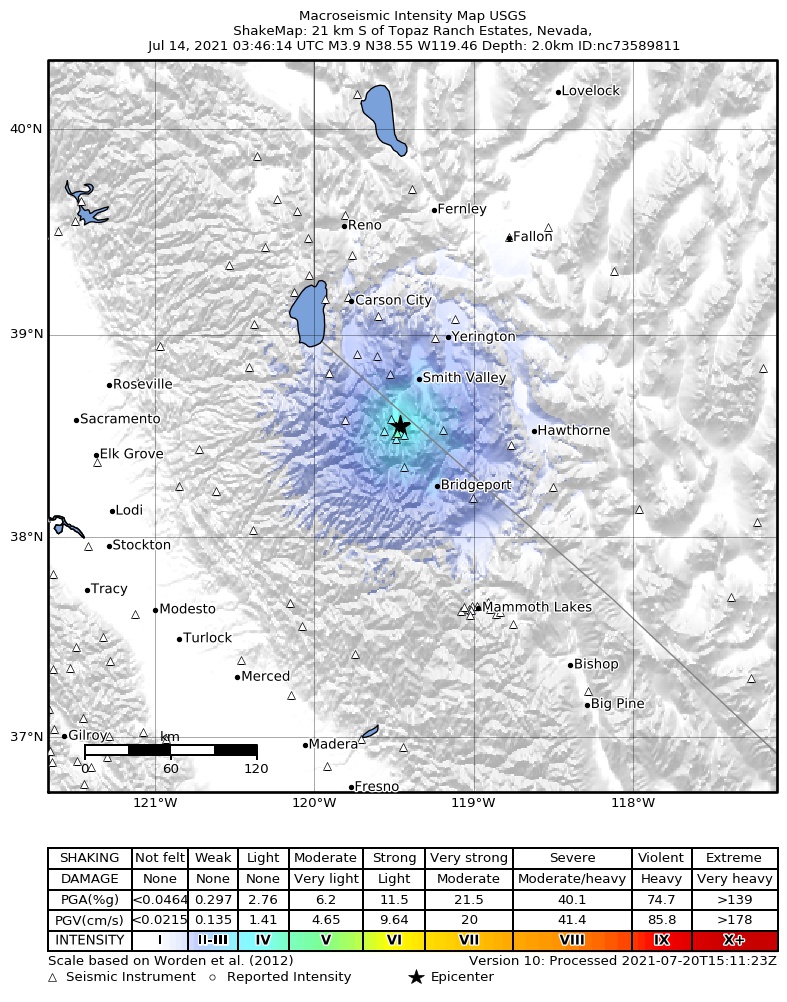 Macroseismic Intensity Map USGS
ShakeMap: 21 km S of Topaz Ranch Estates, Nevada,
Jul 14, 2021 03:46:14 UTC M3.9 N38.55 W119.46 Depth: 2.0km ID:nc73589811
Lovelock
40°N
Fernley
Reno
Fallon
Carson City
39°N
Yerington
Smith Valley
Roseville
Sacramento
Hawthorne
Elk Grove
Bridgeport
Lodi
38°N
Stockton
Tracy
Modesto
Mammoth Lakes
Turlock
Bishop
Merced
Big Pine
37°N
Gilroy
km
Madera
0 60 120
Fresno
121°W 120°W 119°W 118°W
SHAKING Not felt Weak Light Moderate Strong Very strong Severe Violent Extreme
DAMAGE None None None Very light Light Moderate Moderate/heavy Heavy Very heavy
PGA(%g) <0.0464 0.297 2.76 6.2 11.5 21.5 40.1 74.7 >139
PGV(cm/s) <0.0215 0.135 1.41 4.65 9.64 20 41.4 85.8 >178
INTENSITY I II-III IV V VI VII VIII IX X+
Scale based on Worden et al. (2012) Version 10: Processed 2021-07-20T15:11:23Z
Seismic Instrument Reported Intensity Epicenter